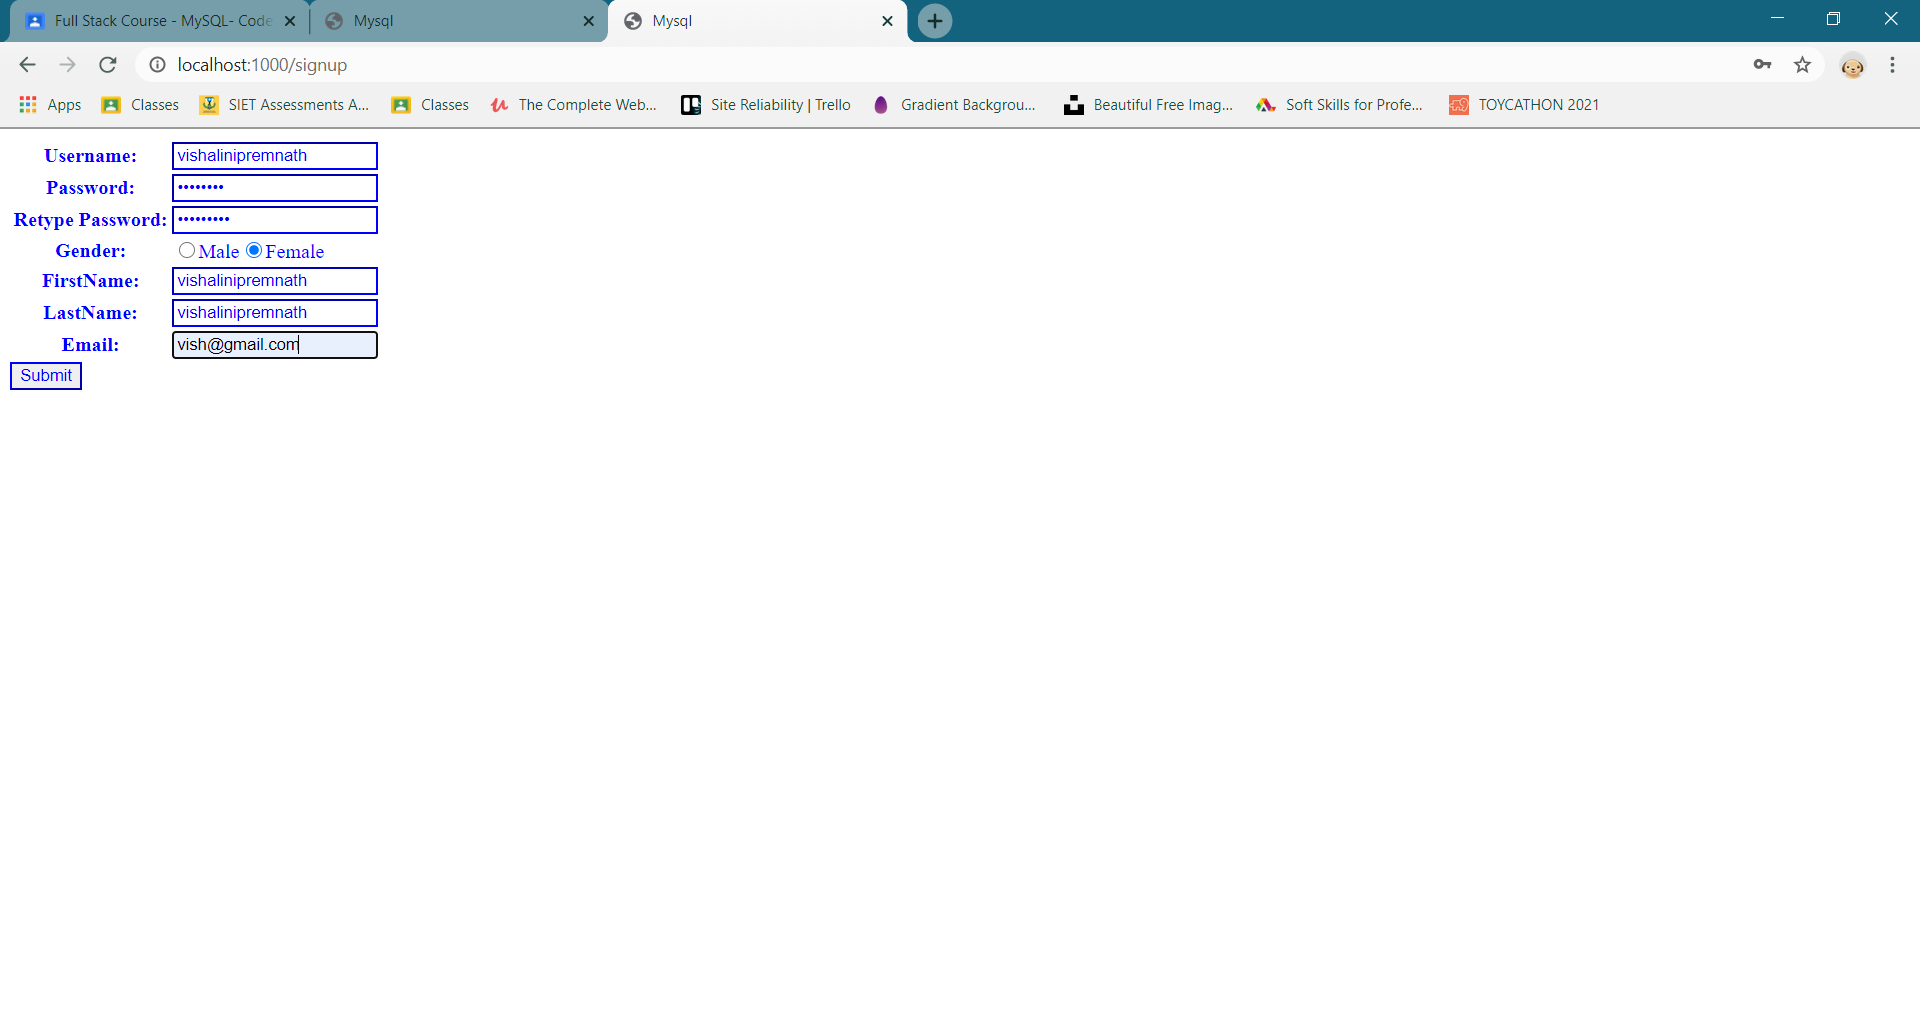 Full Stack Course - MySQL- Code
Mysql
Mysql
localhost:1000/signup
Apps
Classes
SIET Assessments A...
Classes
The Complete Web...
Site Reliability | Trello
Gradient Backgrou...
Beautiful Free Imag...
Soft Skills for Profe...
TOYCATHON 2021
Username: vishalinipremnath
Password: ••••••••
Retype Password: •••••••••
Gender: Male Female
FirstName: vishalinipremnath
LastName: vishalinipremnath
Email: vish@gmail.com
Submit